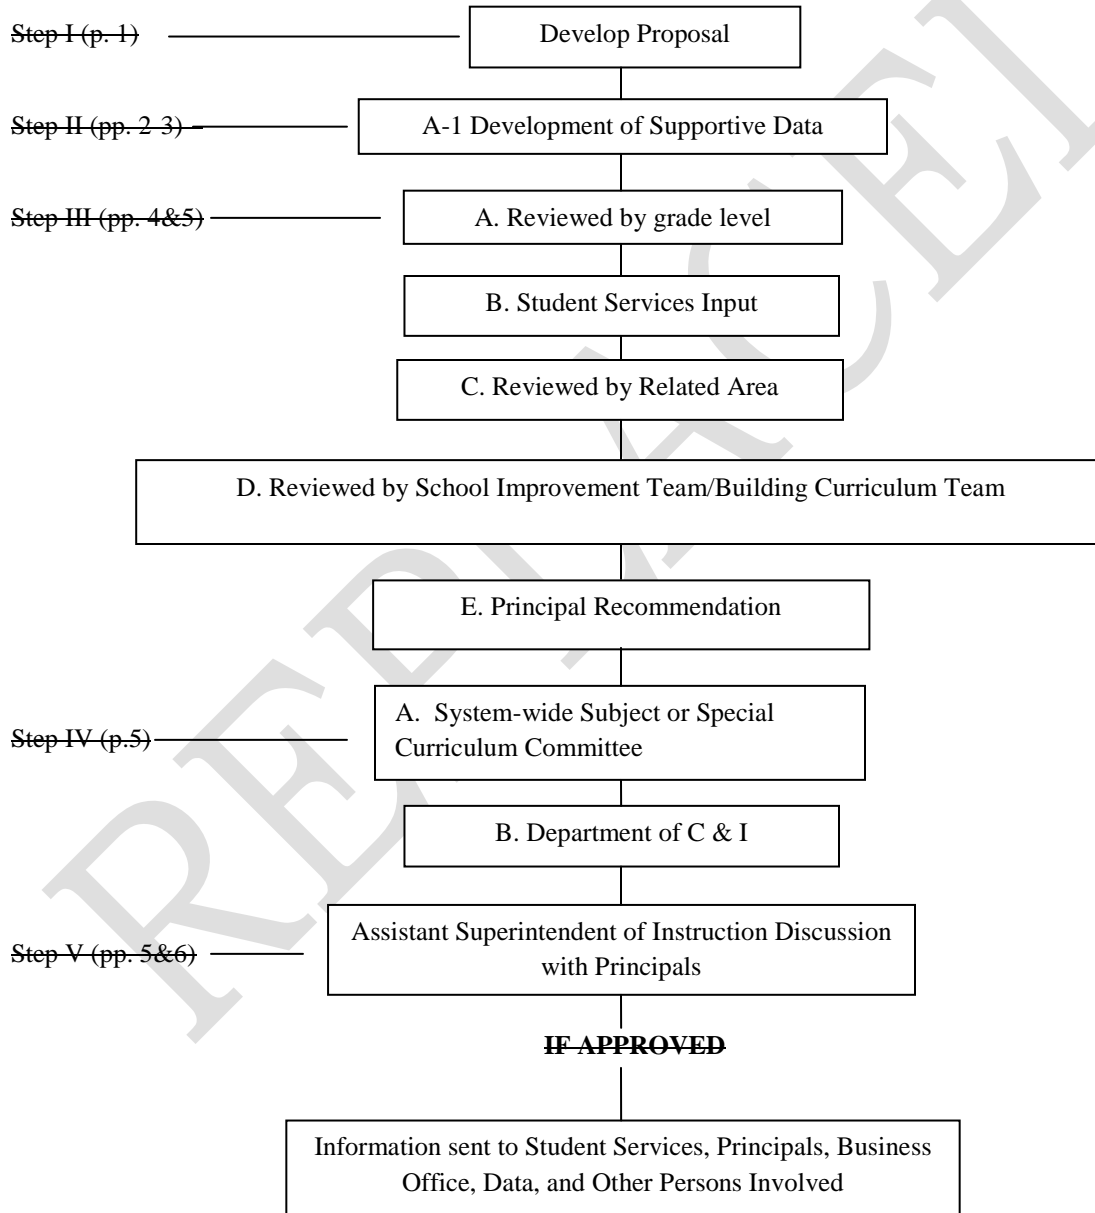 Step I (p. 1)
Develop Proposal
Step II (pp. 2-3)
A-1 Development of Supportive Data
Step III (pp. 4&5)
A. Reviewed by grade level
B. Student Services Input
C. Reviewed by Related Area
D. Reviewed by School Improvement Team/Building Curriculum Team
E. Principal Recommendation
A. System-wide Subject or Special
Curriculum Committee
Step IV (p.5)
B. Department of C & I
Assistant Superintendent of Instruction Discussion
with Principals
Step V (pp. 5&6)
IF APPROVED
Information sent to Student Services, Principals, Business
Office, Data, and Other Persons Involved